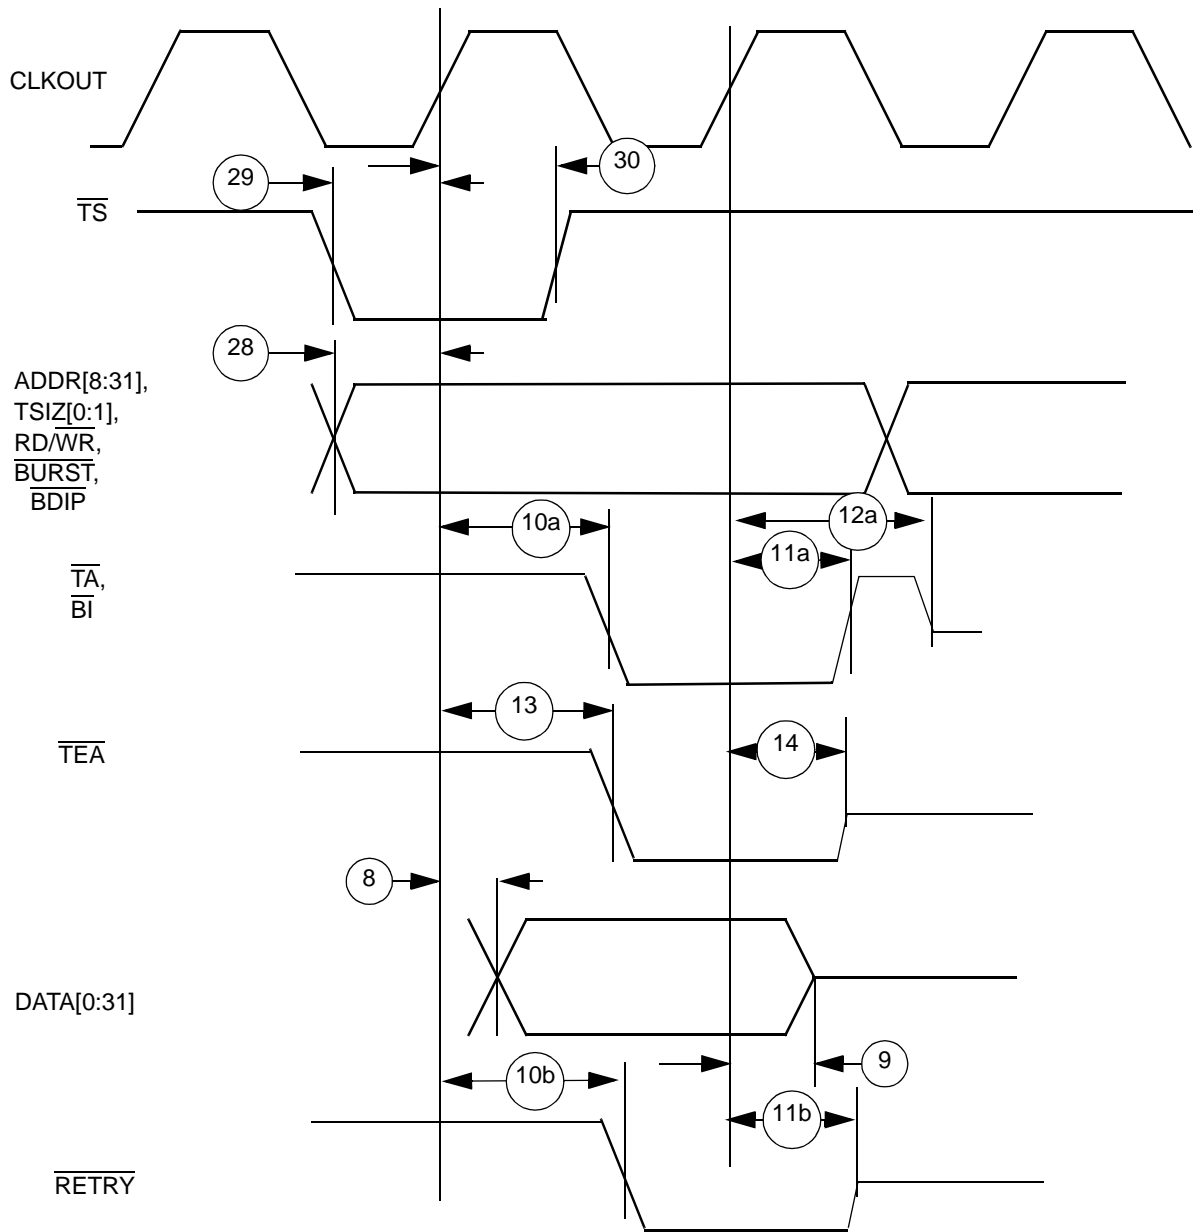 CLKOUT
29
30
TS
28
ADDR[8:31],
TSIZ[0:1],
RD/WR,
BURST,
BDIP
10a
12a
11a
TA,
BI
13
14
TEA
8
DATA[0:31]
9
10b
11b
RETRY